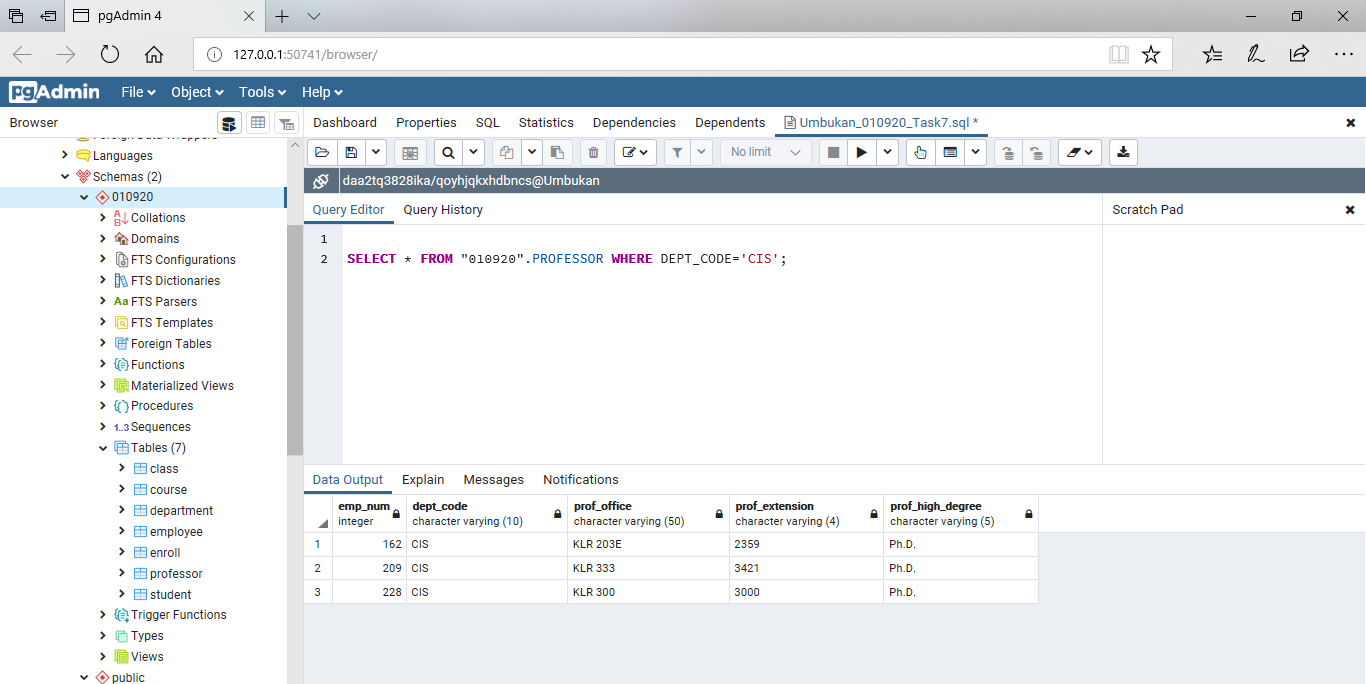 pgAdmin 4
127.0.0.1:50741/browser/
pgAdmin File Object Tools Help
Browser
Dashboard Properties SQL Statistics Dependencies Dependents Umbukan_010920_Task7.sql *
No limit
daa2tq3828ika/qoyhjqkxhdbncs@Umbukan
Query Editor Query History
Scratch Pad
Foreign Data Wrappers
Languages
Schemas (2)
010920
Collations
Domains
FTS Configurations
FTS Dictionaries
Aa FTS Parsers
FTS Templates
Foreign Tables
Functions
Materialized Views
Procedures
1..3 Sequences
Tables (7)
class
course
department
employee
enroll
professor
student
Trigger Functions
Types
Views
public
1
2 SELECT * FROM "010920".PROFESSOR WHERE DEPT_CODE='CIS';
Data Output Explain Messages Notifications
emp_num dept_code prof_office prof_extension prof_high_degree
integer character varying (10) character varying (50) character varying (4) character varying (5)
1 162 CIS KLR 203E 2359 Ph.D.
2 209 CIS KLR 333 3421 Ph.D.
3 228 CIS KLR 300 3000 Ph.D.